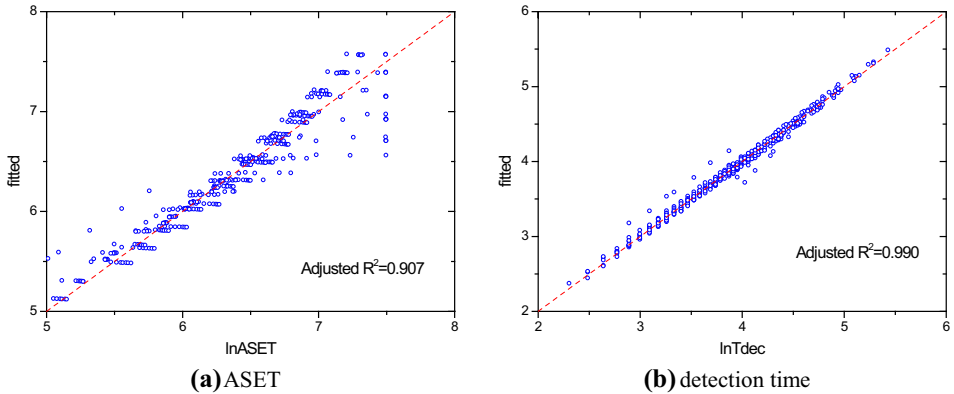 8
7
6
5
fitted
5
6
7
8
lnASET
Adjusted R²=0.907
(a) ASET
6
5
4
3
2
fitted
2
3
4
5
6
lnTdec
Adjusted R²=0.990
(b) detection time